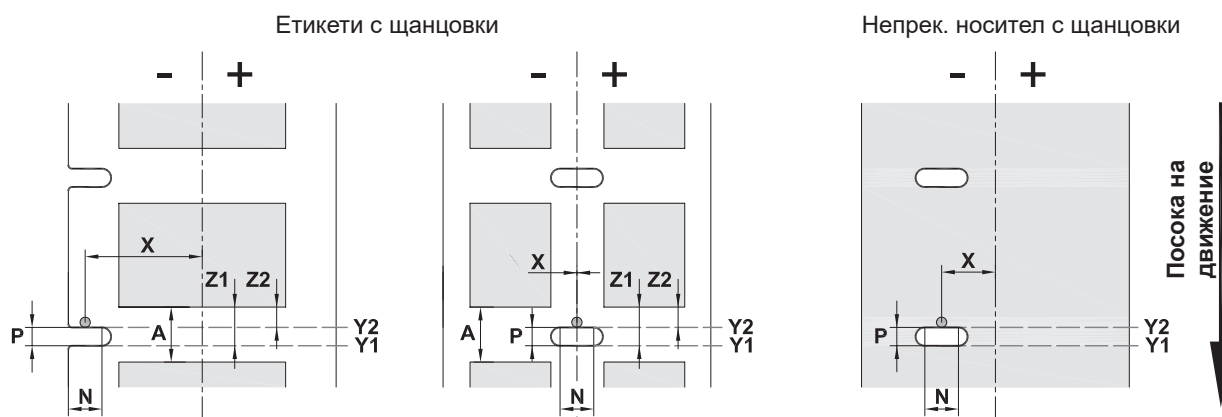 Етикети с щанцовки
Непрек. носител с щанцовки
- +
- +
- +
Посока на
движение
X
Z1 Z2
P
A
Y2
Y1
N
X
Z1 Z2
A
P
Y2
Y1
N
X
P
Y2
Y1
N